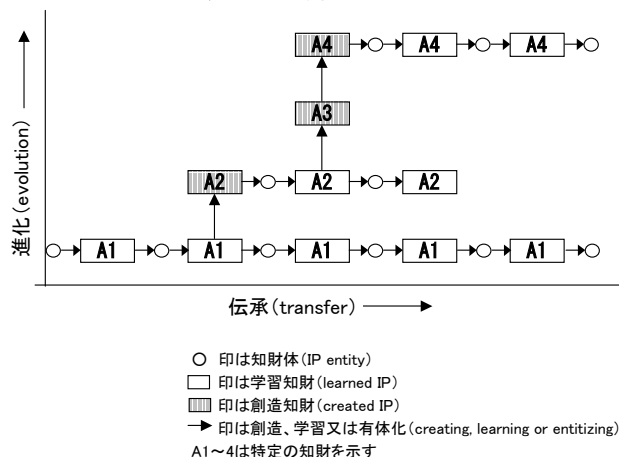 A4 A4 A4
A3
A2 A2 A2
A1 A1 A1 A1 A1
進化(evolution)
伝承(transfer)
印は知財体(IP entity)
印は学習知財(learned IP)
印は創造知財(created IP)
印は創造、学習又は有体化(creating, learning or entitizing)
A1~4は特定の知財を示す